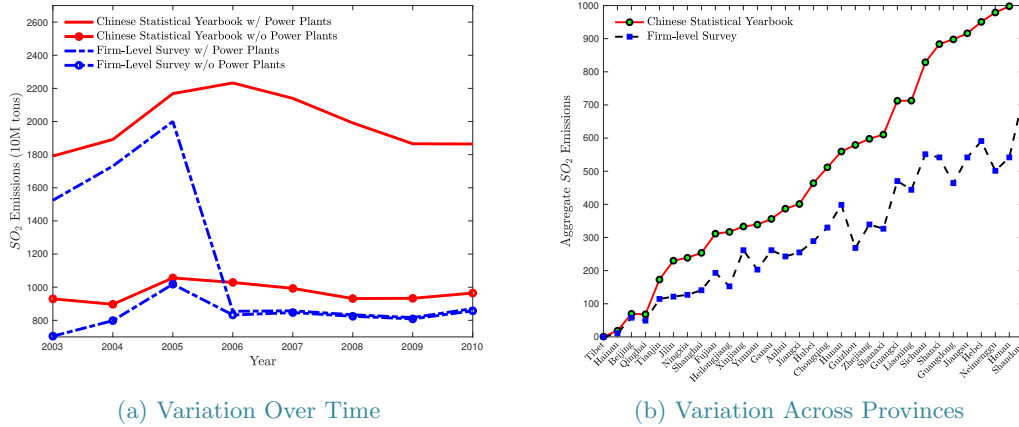 Chinese Statistical Yearbook w/ Power Plants
Chinese Statistical Yearbook w/o Power Plants
Firm-Level Survey w/ Power Plants
Firm-Level Survey w/o Power Plants
2600
2400
2200
2000
1800
1600
1400
1200
1000
800
SO2 Emissions (10M tons)
2003 2004 2005 2006 2007 2008 2009 2010
Year
(a) Variation Over Time
Chinese Statistical Yearbook
Firm-level Survey
1000
900
800
700
600
500
400
300
200
100
0
Aggregate SO2 Emissions
Tibet
Hainan
Beijing
Qinghai
Tianjin
Jilin
Ningxia
Shanghai
Fujian
Heilongjiang
Xinjiang
Yunnan
Gansu
Anhui
Jiangxi
Hubei
Chongqing
Hunan
Guizhou
Zhejiang
Shanaxi
Guangxi
Liaoning
Sichuan
Shanxi
Guangdong
Jiangsu
Hebei
Neimenggu
Henan
Shandon
(b) Variation Across Provinces